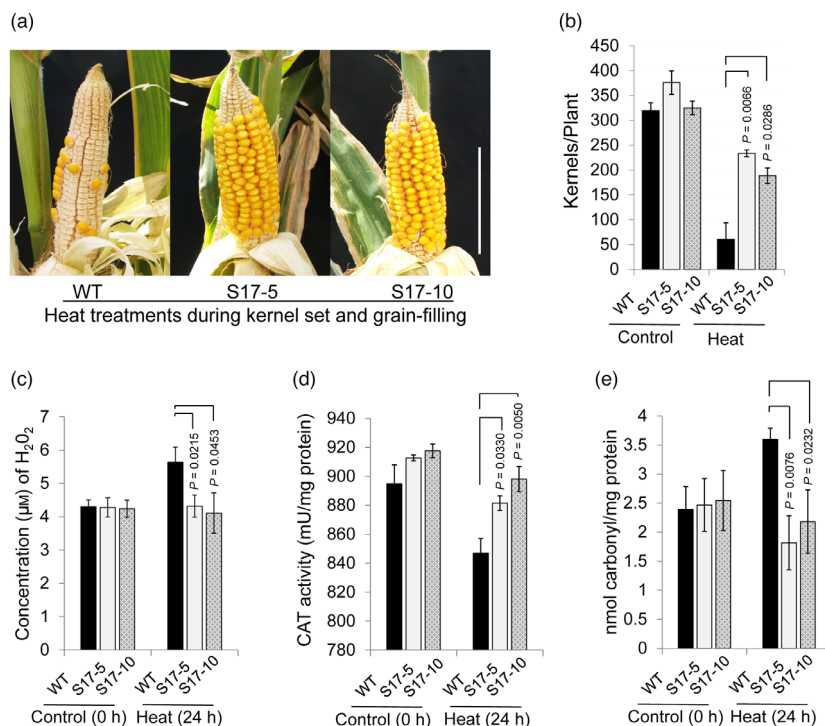 (a)
WT S17-5 S17-10
Heat treatments during kernel set and grain-filling
(b)
Kernels/Plant
450
400
350
300
250
200
150
100
50
0
P = 0.0066
P = 0.0286
WT S17-5 S17-10 WT S17-5 S17-10
Control Heat
(c)
Concentration (μM) of H₂0₂
7
6
5
4
3
2
1
0
P = 0.0215
P = 0.0453
WT S17-5 S17-10 WT S17-5 S17-10
Control (0 h) Heat (24 h)
(d)
CAT activity (mU/mg protein)
940
920
900
880
860
840
820
800
780
P = 0.0330
P = 0.0050
WT S17-5 S17-10 WT S17-5 S17-10
Control (0 h) Heat (24 h)
(e)
nmol carbonyl/mg protein
4
3.5
3
2.5
2
1.5
1
0.5
0
P = 0.0076
P = 0.0232
WT S17-5 S17-10 WT S17-5 S17-10
Control (0 h) Heat (24 h)